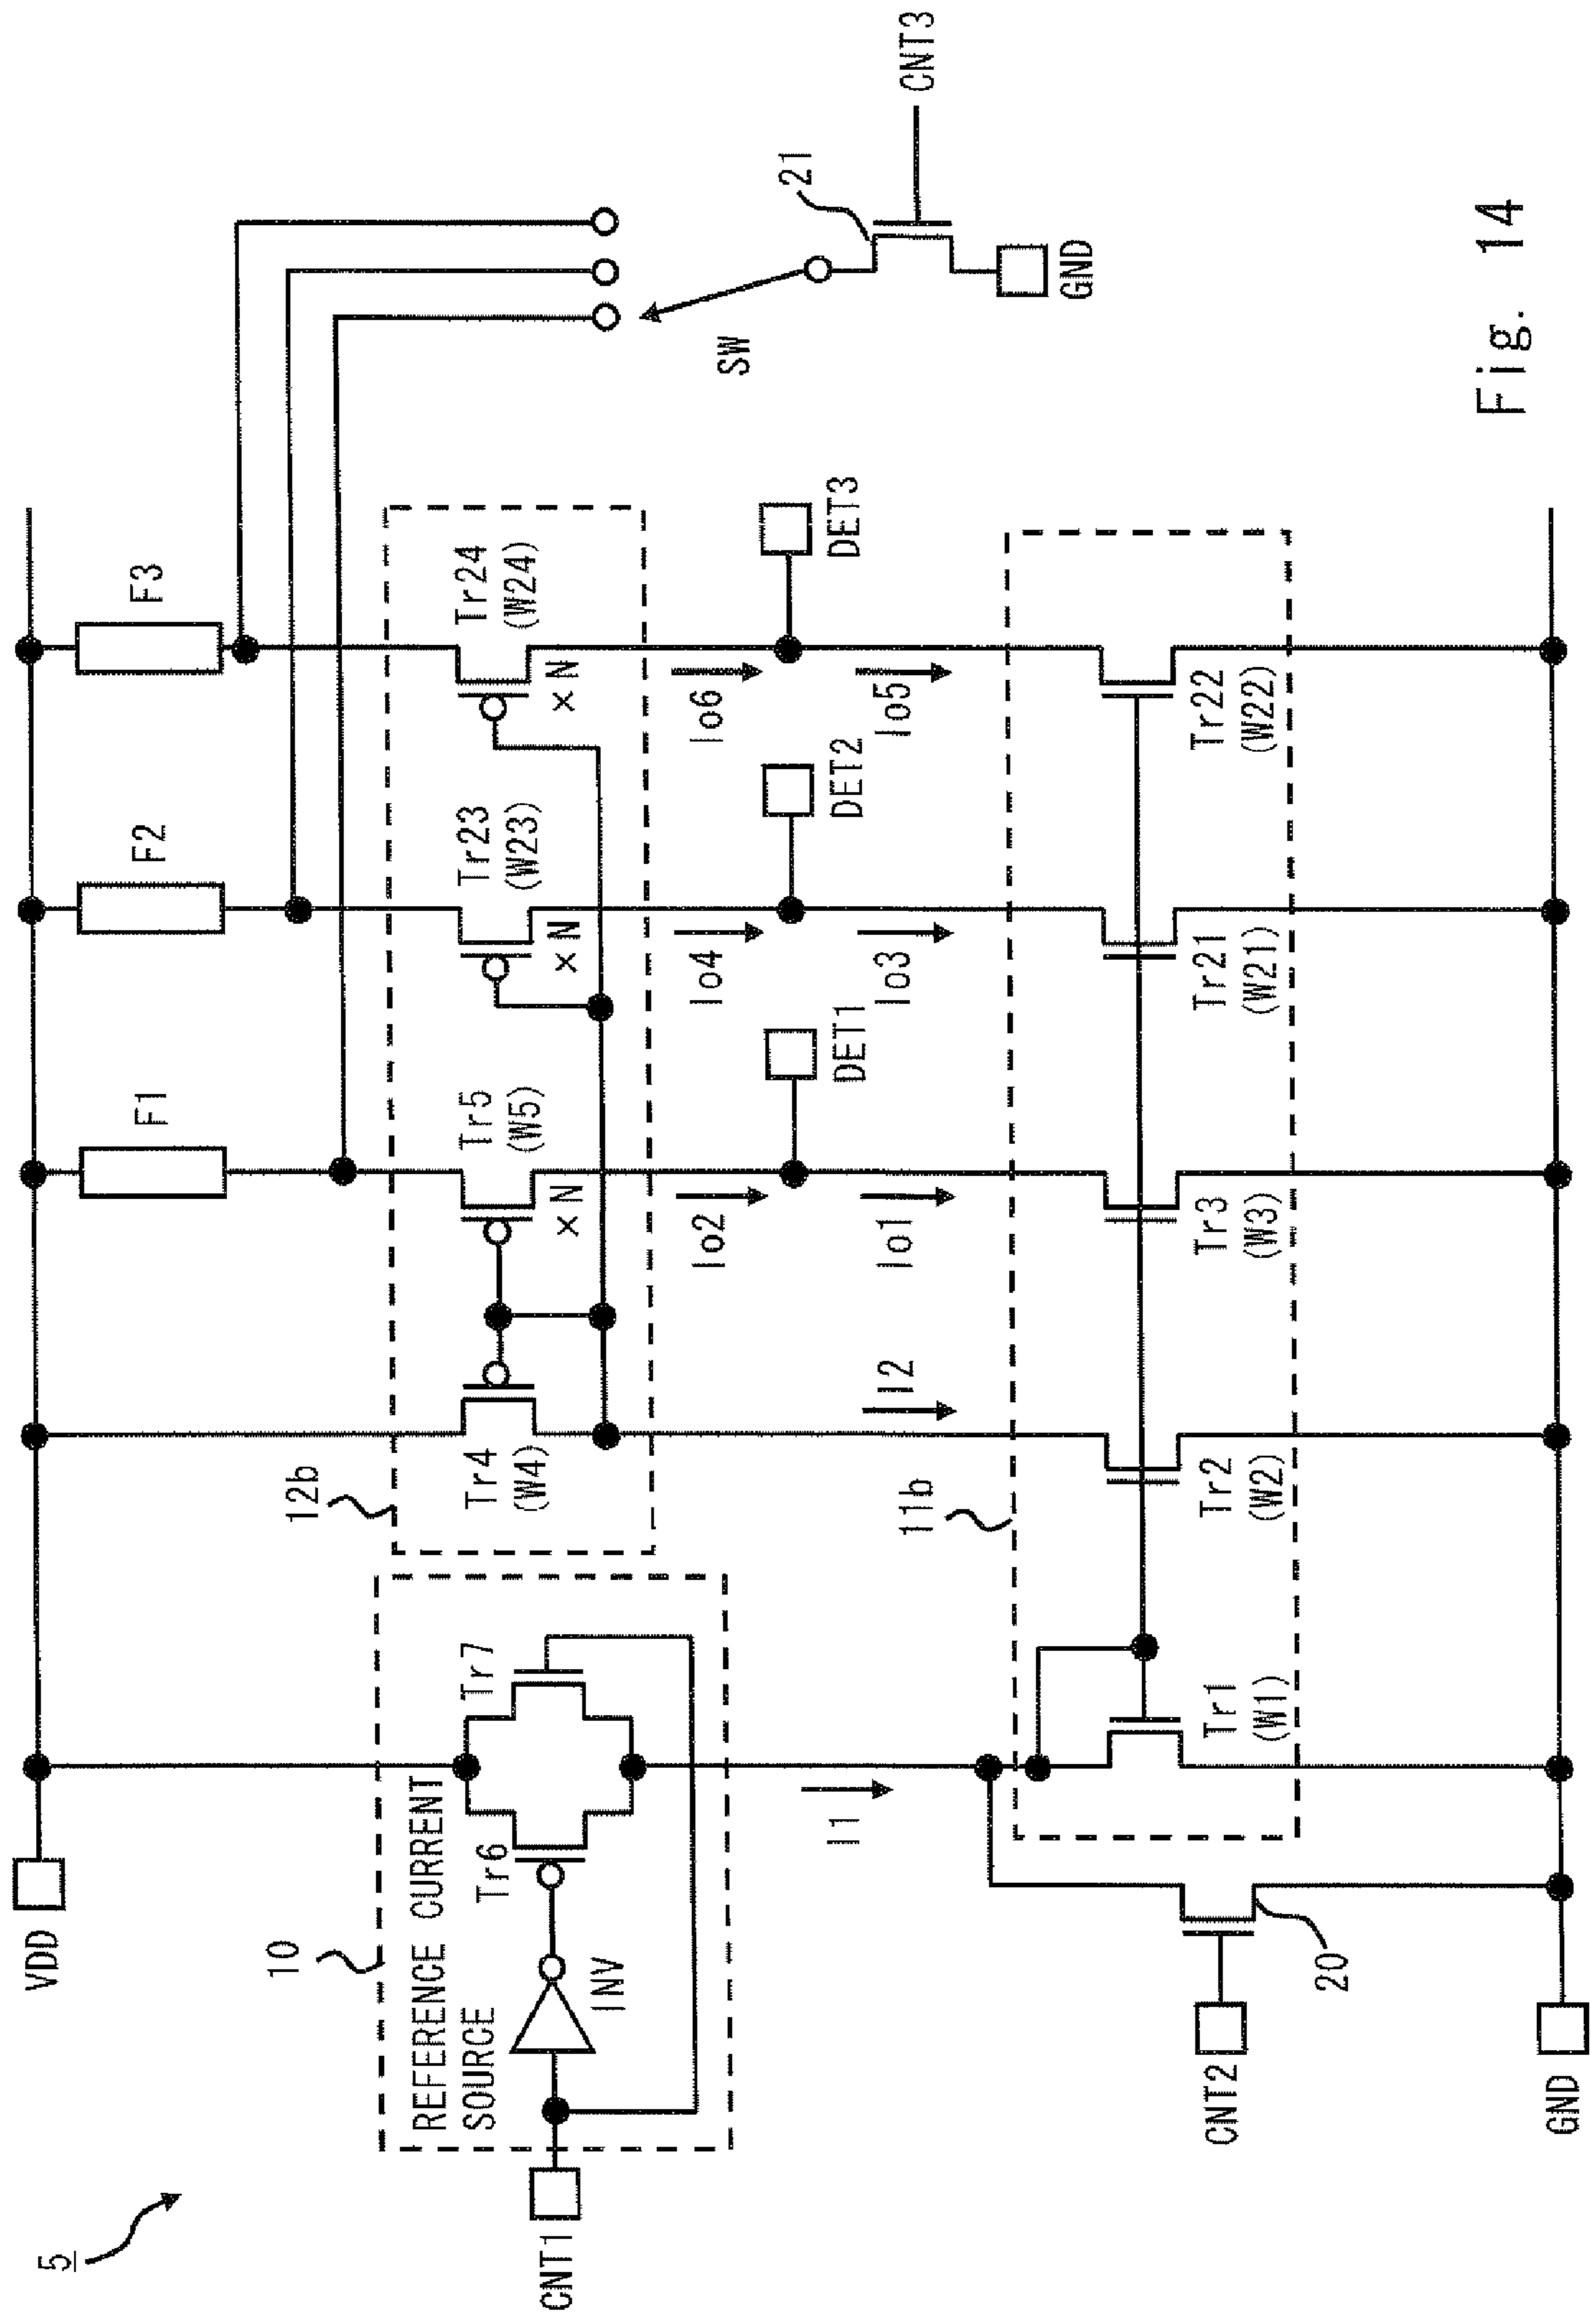 5
VDD
F1
F2
F3
10
REFERENCE CURRENT
SOURCE
CNT1
INV
Tr6
Tr7
12b
Tr4
(W4)
Tr5
(W5)
×N
Tr23
(W23)
×N
Tr24
(W24)
×N
SW
21
CNT3
GND
I1
I2
Io2
Io1
DET1
Io4
Io3
DET2
Io6
Io5
DET3
11b
Tr1
(W1)
Tr2
(W2)
Tr3
(W3)
Tr21
(W21)
Tr22
(W22)
CNT2
20
GND
Fig. 14